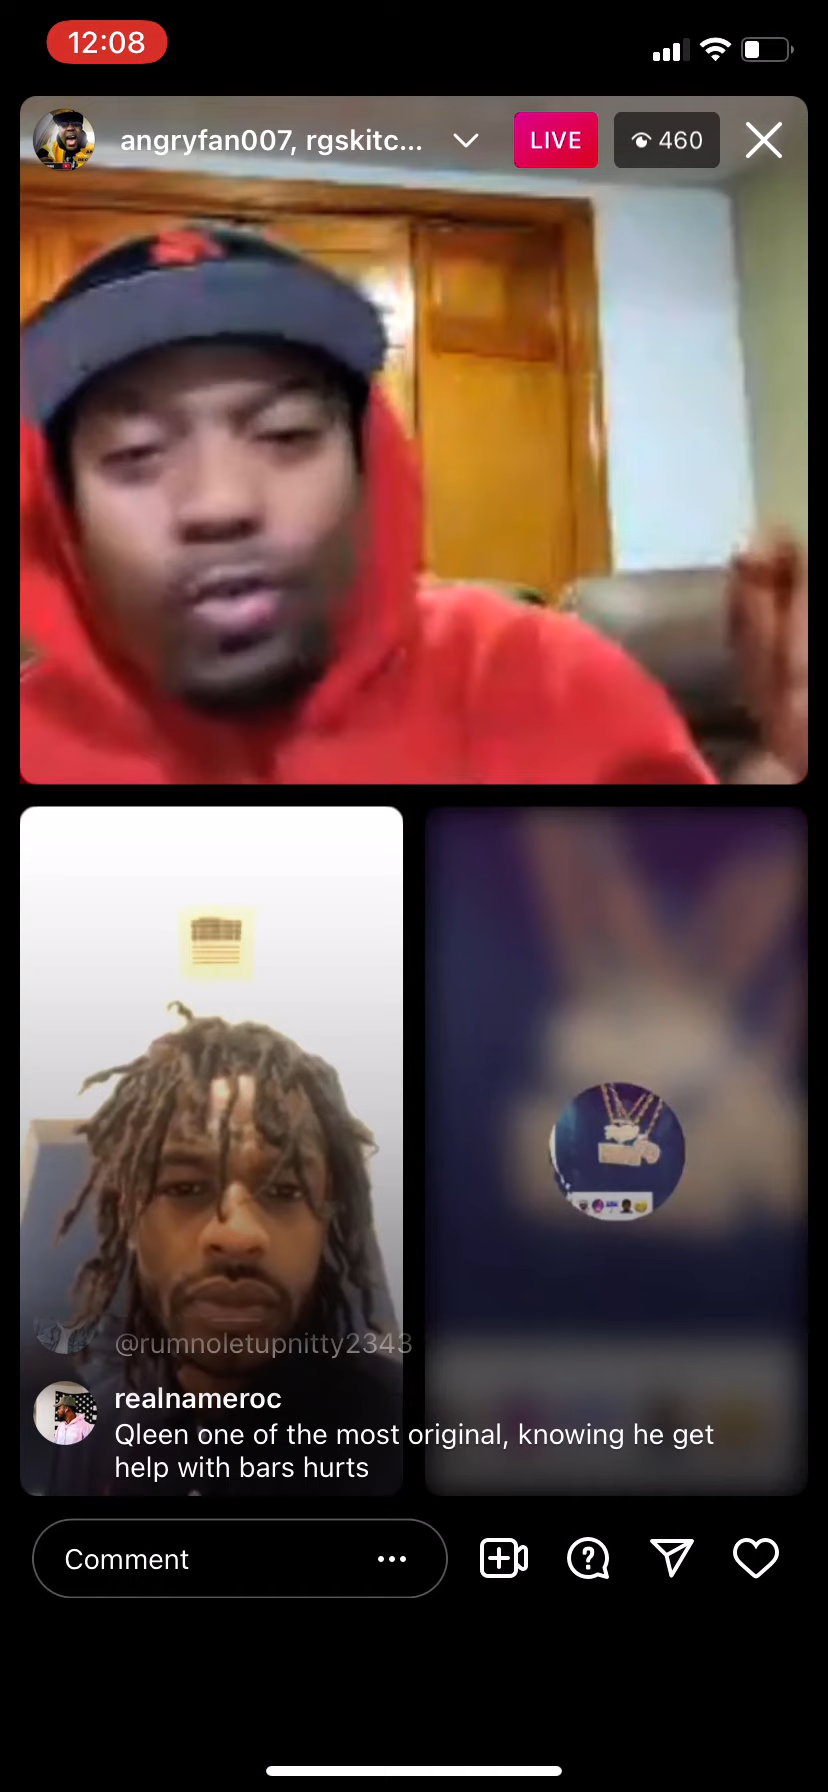 12:08
angryfan007, rgskitc...
LIVE
460
@rumnoletupnitty2343
realnameroc
Qleen one of the most original, knowing he get
help with bars hurts
Comment